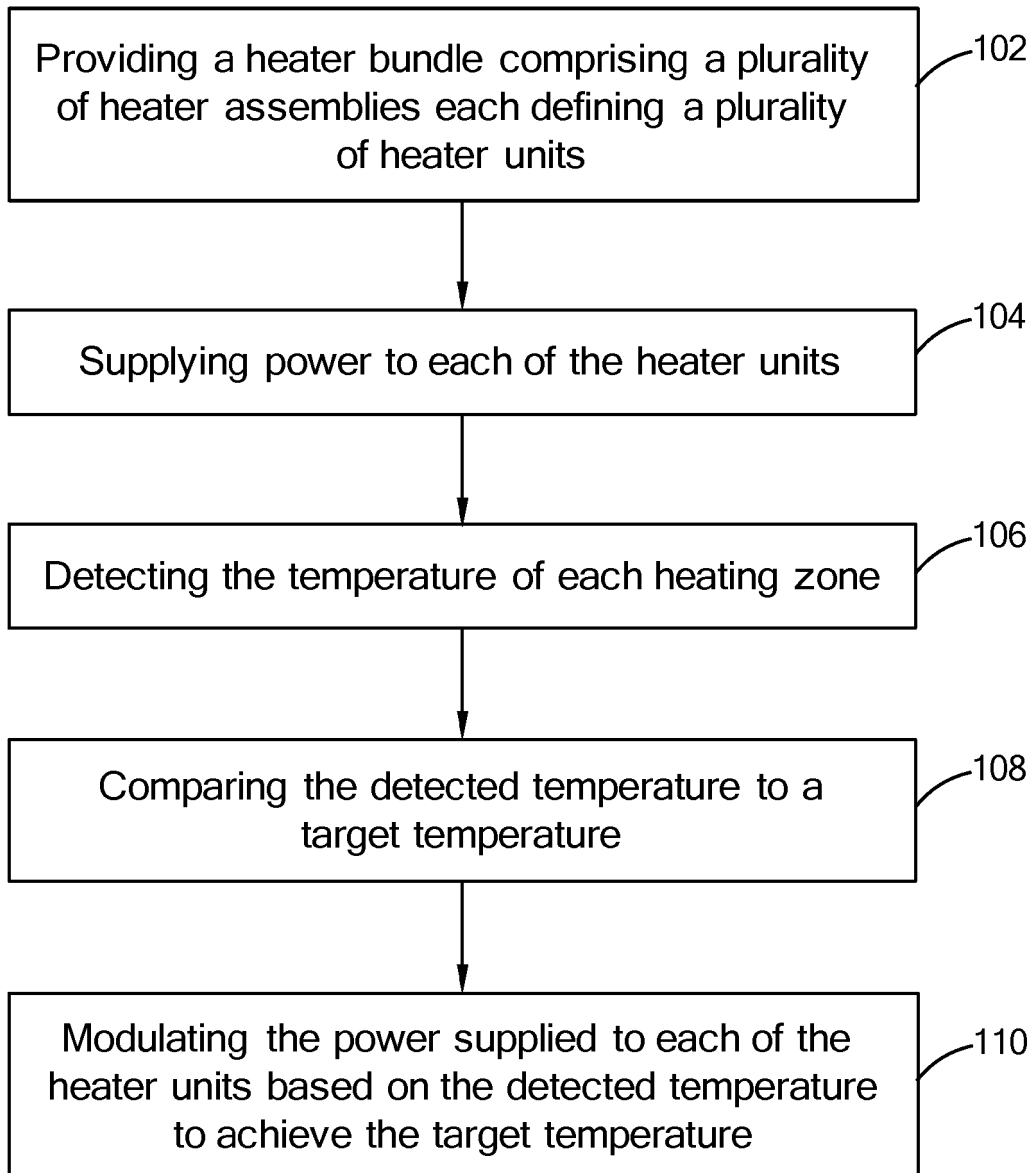 Providing a heater bundle comprising a plurality
of heater assemblies each defining a plurality
of heater units
102
Supplying power to each of the heater units
104
Detecting the temperature of each heating zone
106
Comparing the detected temperature to a
target temperature
108
Modulating the power supplied to each of the
heater units based on the detected temperature
to achieve the target temperature
110